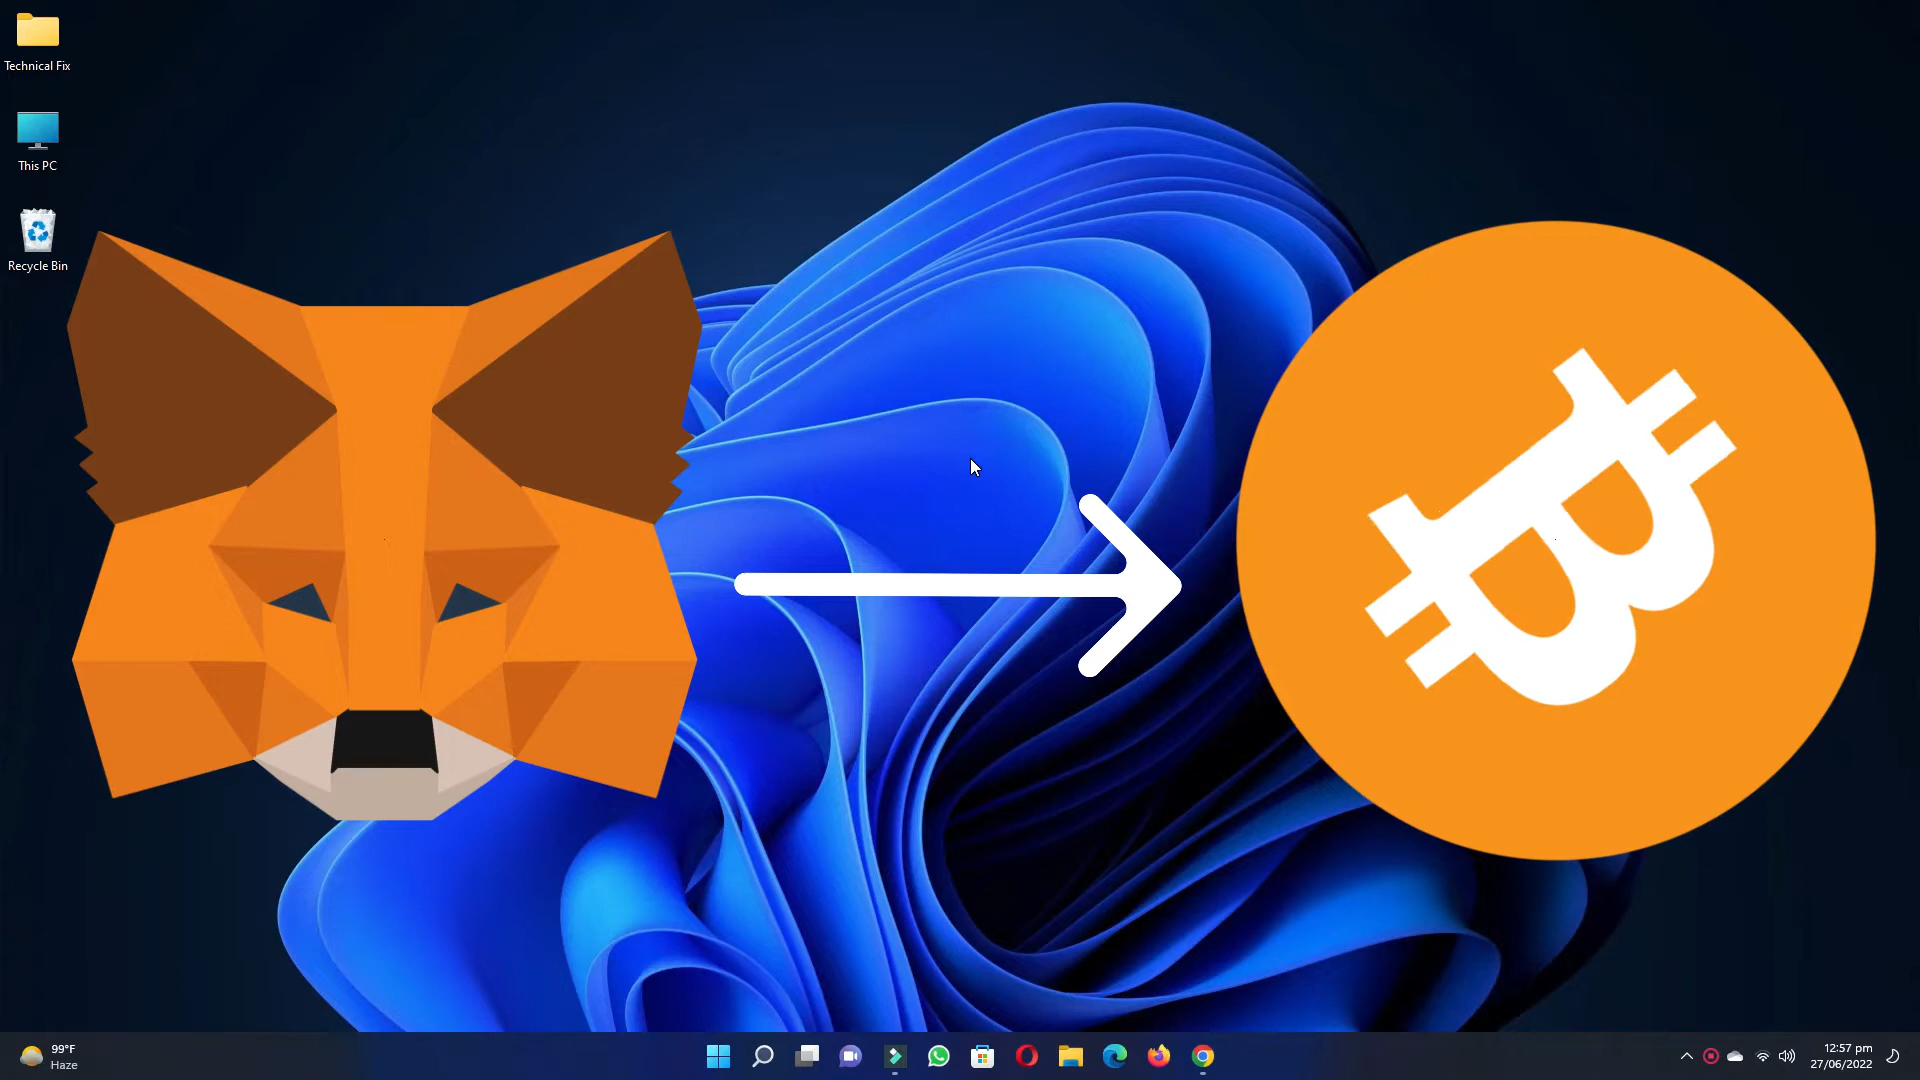 Technical Fix
This PC
Recycle Bin
99°F
Haze
12:57 pm
27/06/2022